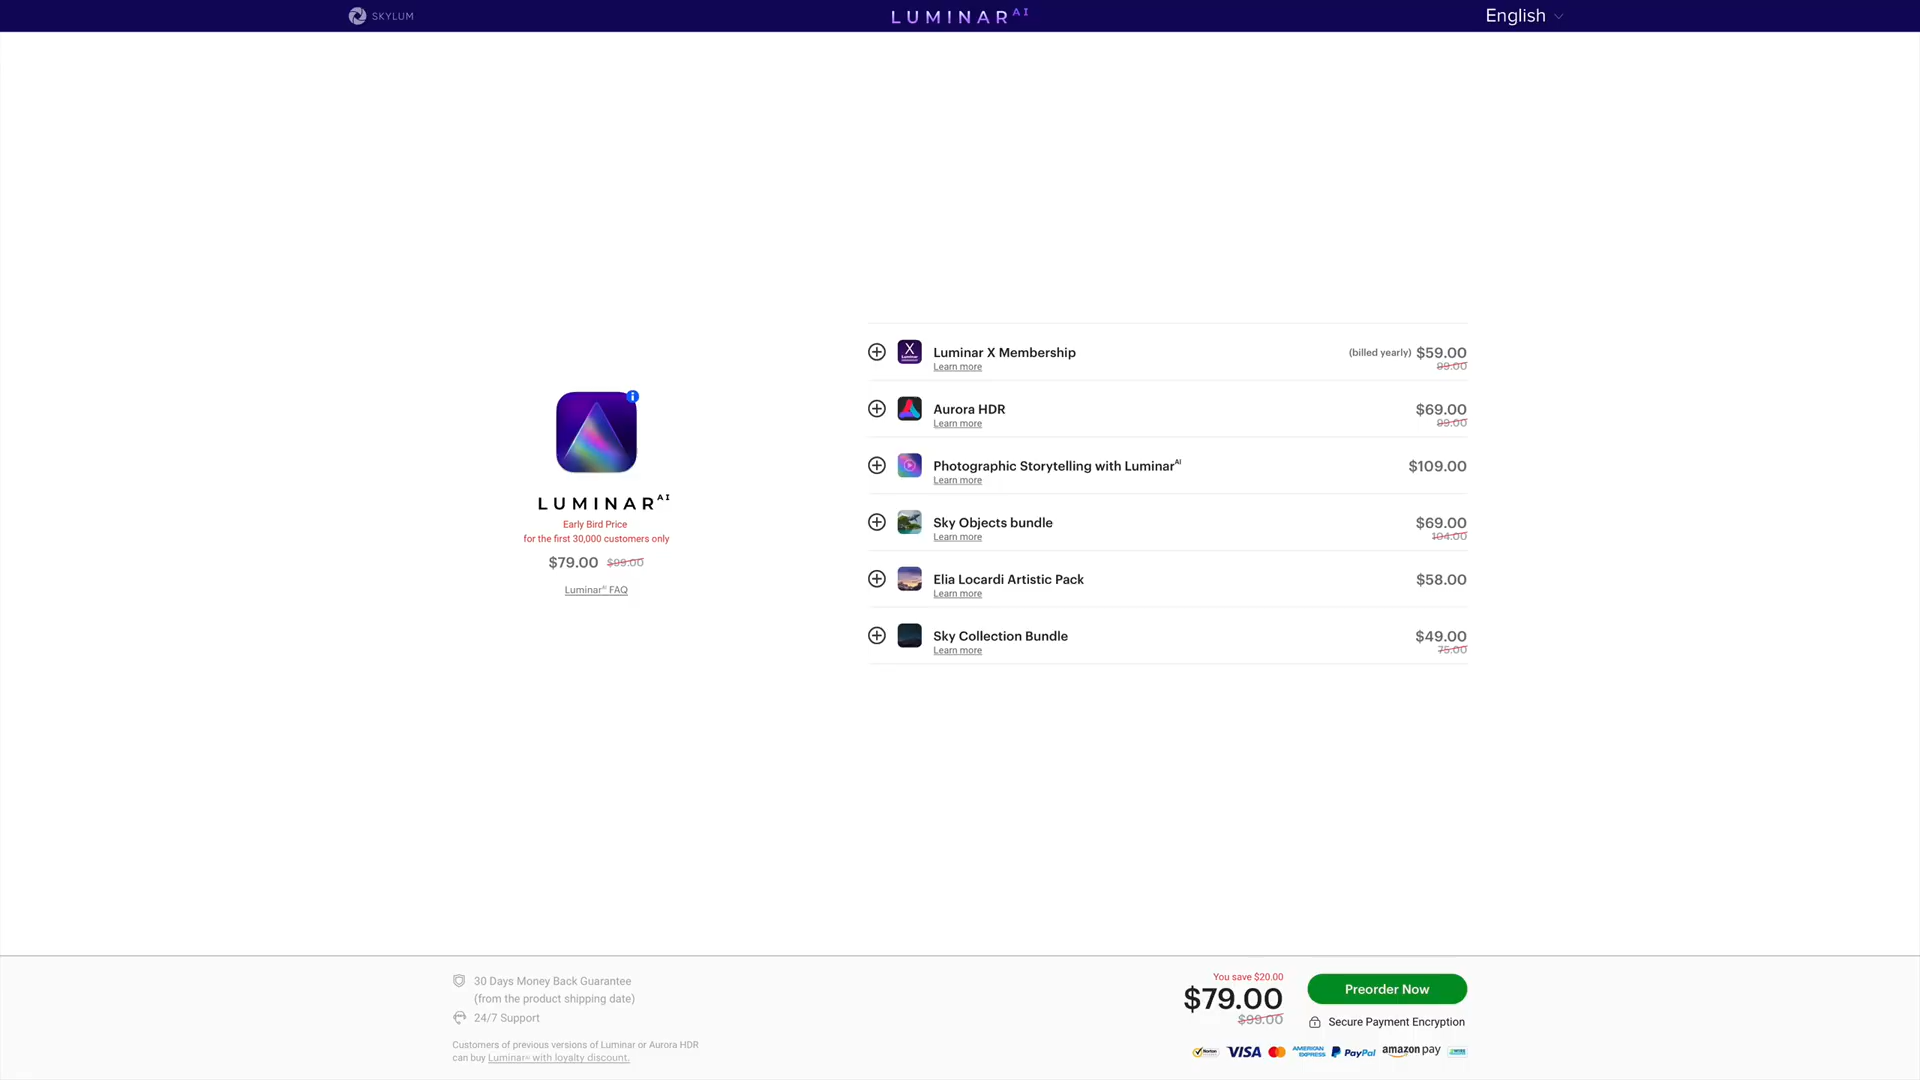 SKYLUM
LUMINAR AI
English
LUMINAR AI
Early Bird Price
for the first 30,000 customers only
$79.00 $99.00
Luminar AI FAQ
Luminar X Membership (billed yearly) $59.00
Learn more 99.00
Aurora HDR $69.00
Learn more 99.00
Photographic Storytelling with Luminar AI $109.00
Learn more
Sky Objects bundle $69.00
Learn more 104.00
Elia Locardi Artistic Pack $58.00
Learn more
Sky Collection Bundle $49.00
Learn more 75.00
30 Days Money Back Guarantee
(from the product shipping date)
24/7 Support
Customers of previous versions of Luminar or Aurora HDR
can buy Luminar AI with loyalty discount.
You save $20.00
$79.00
$99.00
Preorder Now
Secure Payment Encryption
Norton VISA AMERICAN EXPRESS PayPal amazon pay